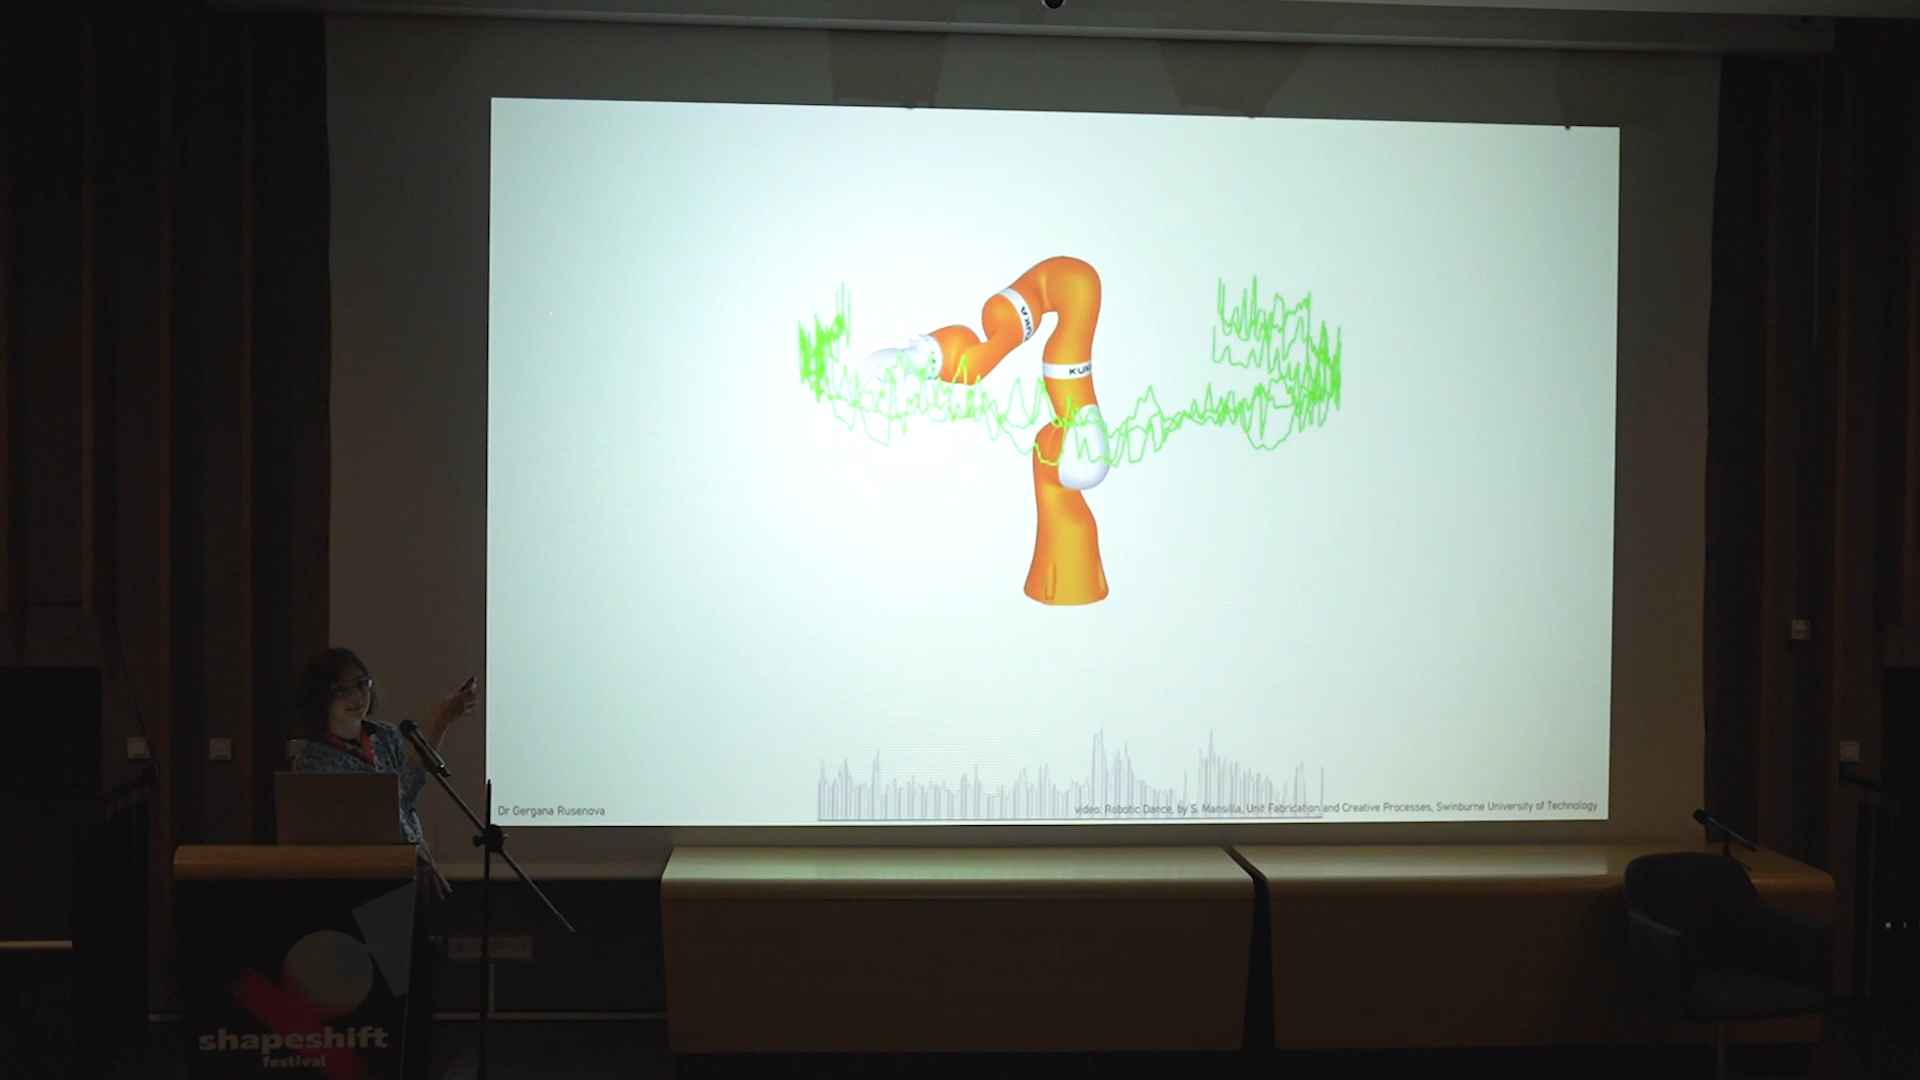 KUKA
KUK
Dr Gergana Rusenova
video: Robotic Dance, by S. Mansilla, Unit Fabrication and Creative Processes, Swinburne University of Technology
shapeshift
festival